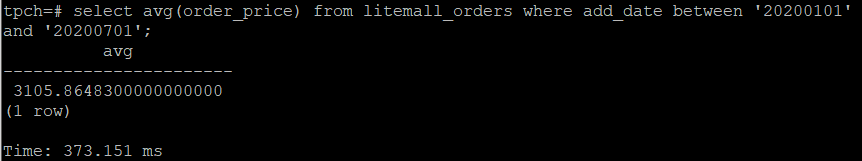 tpch=# select avg(order_price) from litemall_orders where add_date between '20200101'
and '20200701';
avg
-----------------------
3105.8648300000000000
(1 row)
Time: 373.151 ms